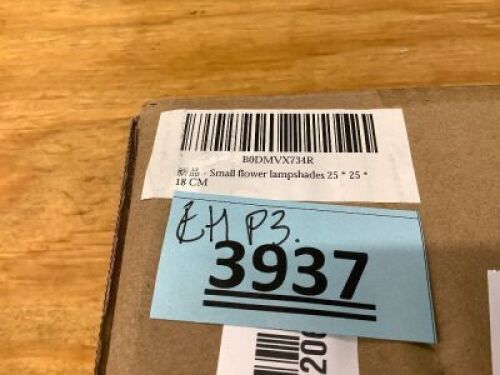 B0DMVX734R
新品 - Small flower lampshades 25 * 25 *
18 CM
EH P3.
3937